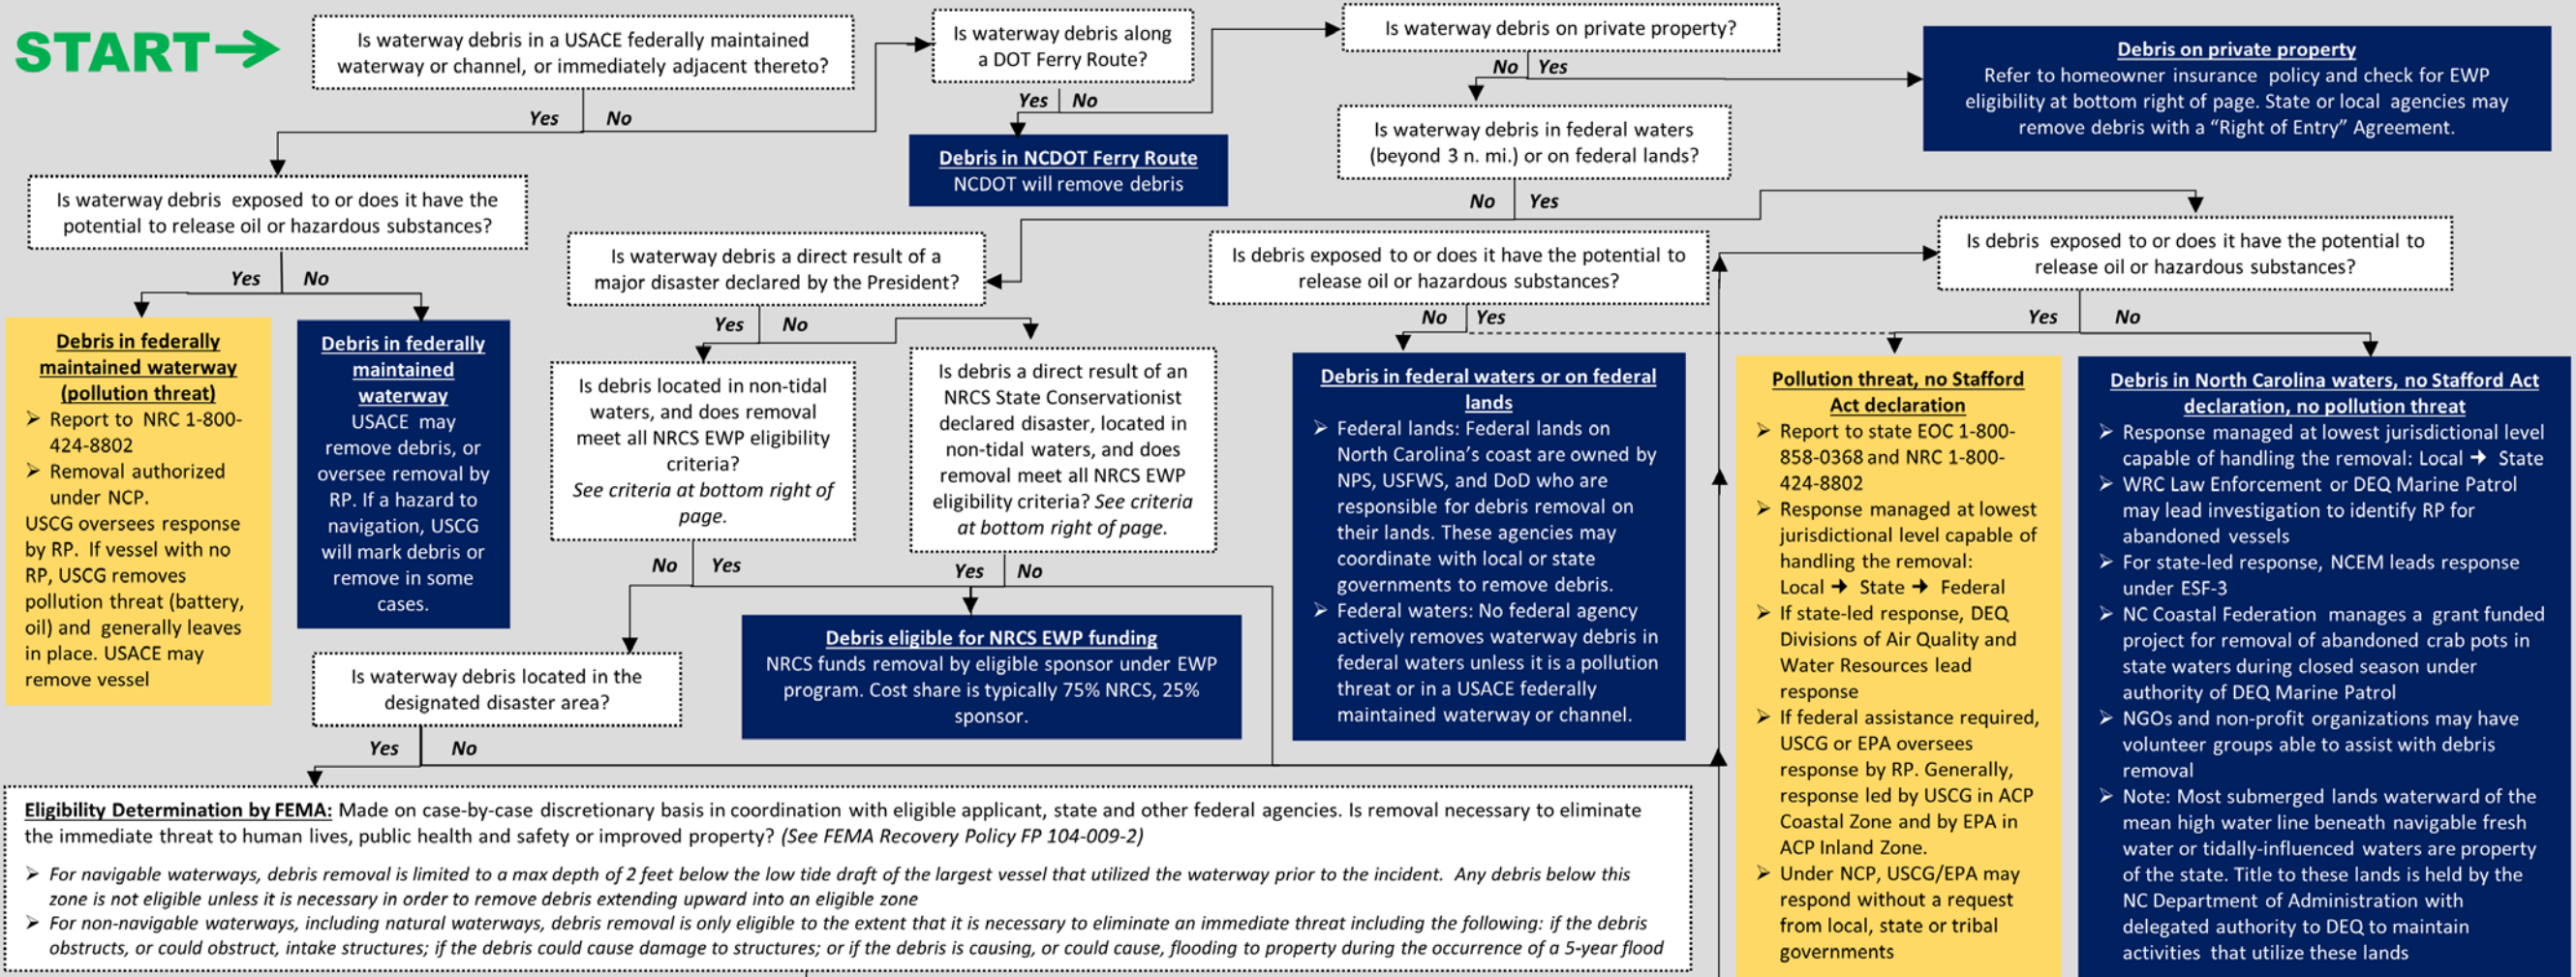 START
Is waterway debris in a USACE federally maintained
waterway or channel, or immediately adjacent thereto?
Yes No
Is waterway debris along
a DOT Ferry Route?
Yes No
Debris in NCDOT Ferry Route
NCDOT will remove debris
Is waterway debris on private property?
No Yes
Debris on private property
Refer to homeowner insurance policy and check for EWP
eligibility at bottom right of page. State or local agencies may
remove debris with a “Right of Entry” Agreement.
Is waterway debris in federal waters
(beyond 3 n. mi.) or on federal lands?
No Yes
Is waterway debris exposed to or does it have the
potential to release oil or hazardous substances?
Yes No
Debris in federally
maintained waterway
(pollution threat)
➢ Report to NRC 1-800-
424-8802
➢ Removal authorized
under NCP.
USCG oversees response
by RP. If vessel with no
RP, USCG removes
pollution threat (battery,
oil) and generally leaves
in place. USACE may
remove vessel
Debris in federally
maintained
waterway
USACE may
remove debris, or
oversee removal by
RP. If a hazard to
navigation, USCG
will mark debris or
remove in some
cases.
Is waterway debris a direct result of a
major disaster declared by the President?
Yes No
Is debris located in non-tidal
waters, and does removal
meet all NRCS EWP eligibility
criteria?
See criteria at bottom right of
page.
No Yes
Is debris a direct result of an
NRCS State Conservationist
declared disaster, located in
non-tidal waters, and does
removal meet all NRCS EWP
eligibility criteria? See criteria
at bottom right of page.
Yes No
Debris eligible for NRCS EWP funding
NRCS funds removal by eligible sponsor under EWP
program. Cost share is typically 75% NRCS, 25%
sponsor.
Is waterway debris located in the
designated disaster area?
Yes No
Eligibility Determination by FEMA: Made on case-by-case discretionary basis in coordination with eligible applicant, state and other federal agencies. Is removal necessary to eliminate
the immediate threat to human lives, public health and safety or improved property? (See FEMA Recovery Policy FP 104-009-2)
➢ For navigable waterways, debris removal is limited to a max depth of 2 feet below the low tide draft of the largest vessel that utilized the waterway prior to the incident. Any debris below this
zone is not eligible unless it is necessary in order to remove debris extending upward into an eligible zone
➢ For non-navigable waterways, including natural waterways, debris removal is only eligible to the extent that it is necessary to eliminate an immediate threat including the following: if the debris
obstructs, or could obstruct, intake structures; if the debris could cause damage to structures; or if the debris is causing, or could cause, flooding to property during the occurrence of a 5-year flood
Is debris exposed to or does it have the potential to
release oil or hazardous substances?
No Yes
Debris in federal waters or on federal
lands
➢ Federal lands: Federal lands on
North Carolina’s coast are owned by
NPS, USFWS, and DoD who are
responsible for debris removal on
their lands. These agencies may
coordinate with local or state
governments to remove debris.
➢ Federal waters: No federal agency
actively removes waterway debris in
federal waters unless it is a pollution
threat or in a USACE federally
maintained waterway or channel.
Is debris exposed to or does it have the potential to
release oil or hazardous substances?
Yes No
Pollution threat, no Stafford
Act declaration
➢ Report to state EOC 1-800-
858-0368 and NRC 1-800-
424-8802
➢ Response managed at lowest
jurisdictional level capable of
handling the removal:
Local → State → Federal
➢ If state-led response, DEQ
Divisions of Air Quality and
Water Resources lead
response
➢ If federal assistance required,
USCG or EPA oversees
response by RP. Generally,
response led by USCG in ACP
Coastal Zone and by EPA in
ACP Inland Zone.
➢ Under NCP, USCG/EPA may
respond without a request
from local, state or tribal
governments
Debris in North Carolina waters, no Stafford Act
declaration, no pollution threat
➢ Response managed at lowest jurisdictional level
capable of handling the removal: Local → State
➢ WRC Law Enforcement or DEQ Marine Patrol
may lead investigation to identify RP for
abandoned vessels
➢ For state-led response, NCEM leads response
under ESF-3
➢ NC Coastal Federation manages a grant funded
project for removal of abandoned crab pots in
state waters during closed season under
authority of DEQ Marine Patrol
➢ NGOs and non-profit organizations may have
volunteer groups able to assist with debris
removal
➢ Note: Most submerged lands waterward of the
mean high water line beneath navigable fresh
water or tidally-influenced waters are property
of the state. Title to these lands is held by the
NC Department of Administration with
delegated authority to DEQ to maintain
activities that utilize these lands